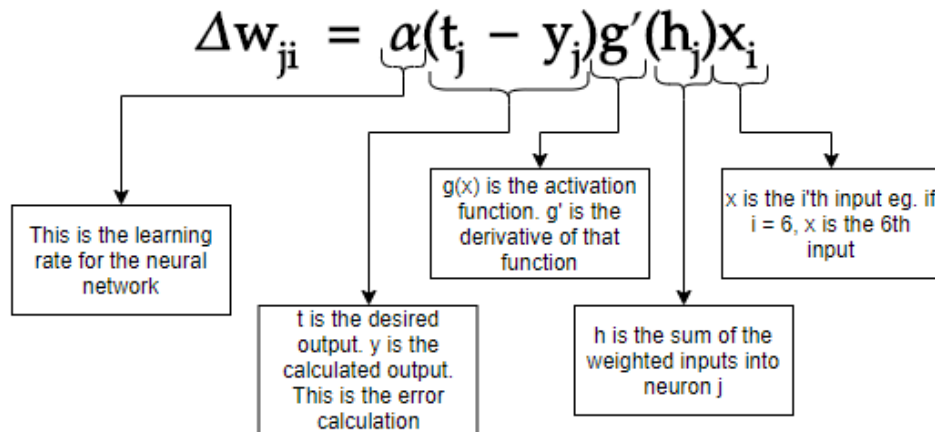 Δw_ji = α(t_j − y_j)g′(h_j)x_i
This is the learning
rate for the neural
network
t is the desired
output. y is the
calculated output.
This is the error
calculation
g(x) is the activation
function. g' is the
derivative of that
function
h is the sum of the
weighted inputs into
neuron j
x is the i'th input eg. if
i = 6, x is the 6th
input